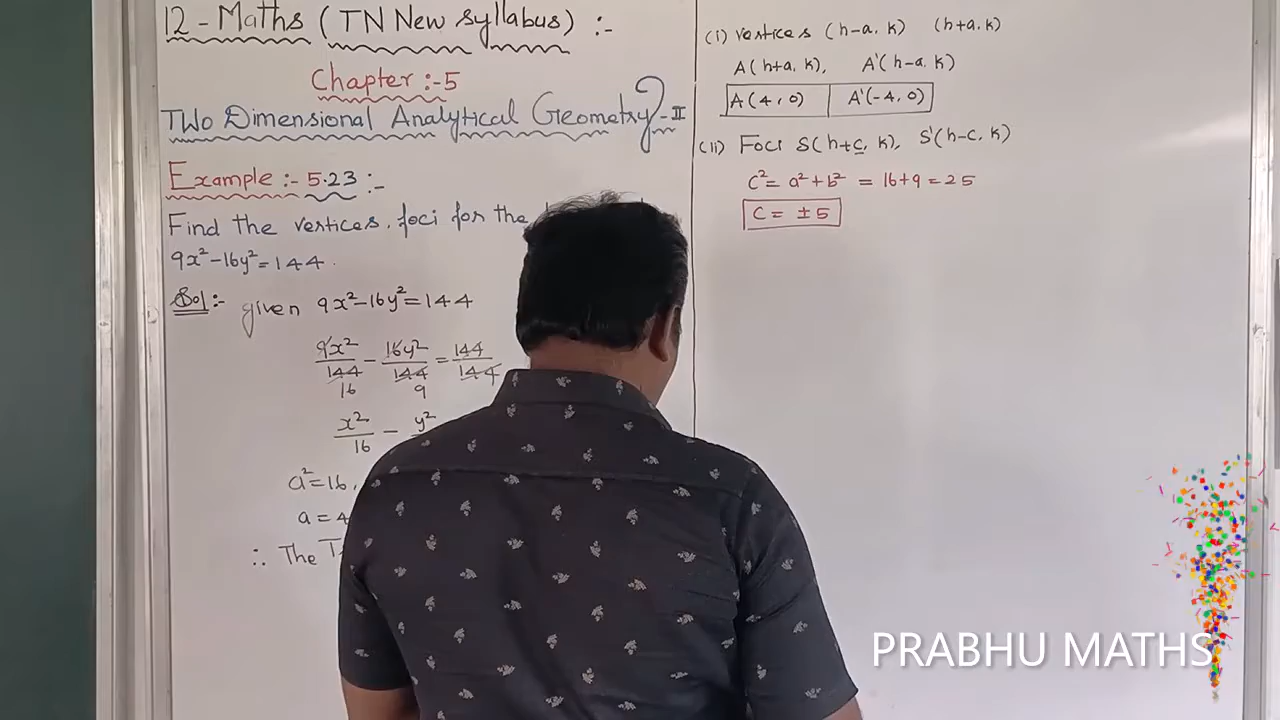 12 - Maths (TN New Syllabus) :-
Chapter :- 5
Two Dimensional Analytical Geometry - II
Example :- 5.23 :-
Find the vertices, foci for the
9x² - 16y² = 144.
Sol :- given 9x² - 16y² = 144
9x²/144 - 16y²/144 = 144/144
16 9
x²/16 - y²
a² = 16,
a = 4
∴ The
(i) vertices (h-a, k) (h+a, k)
A(h+a, k), A'(h-a, k)
A(4, 0) A'(-4, 0)
(ii) Foci S(h+c, k), S'(h-c, k)
c² = a² + b² = 16+9 = 25
c = ±5
PRABHU MATHS